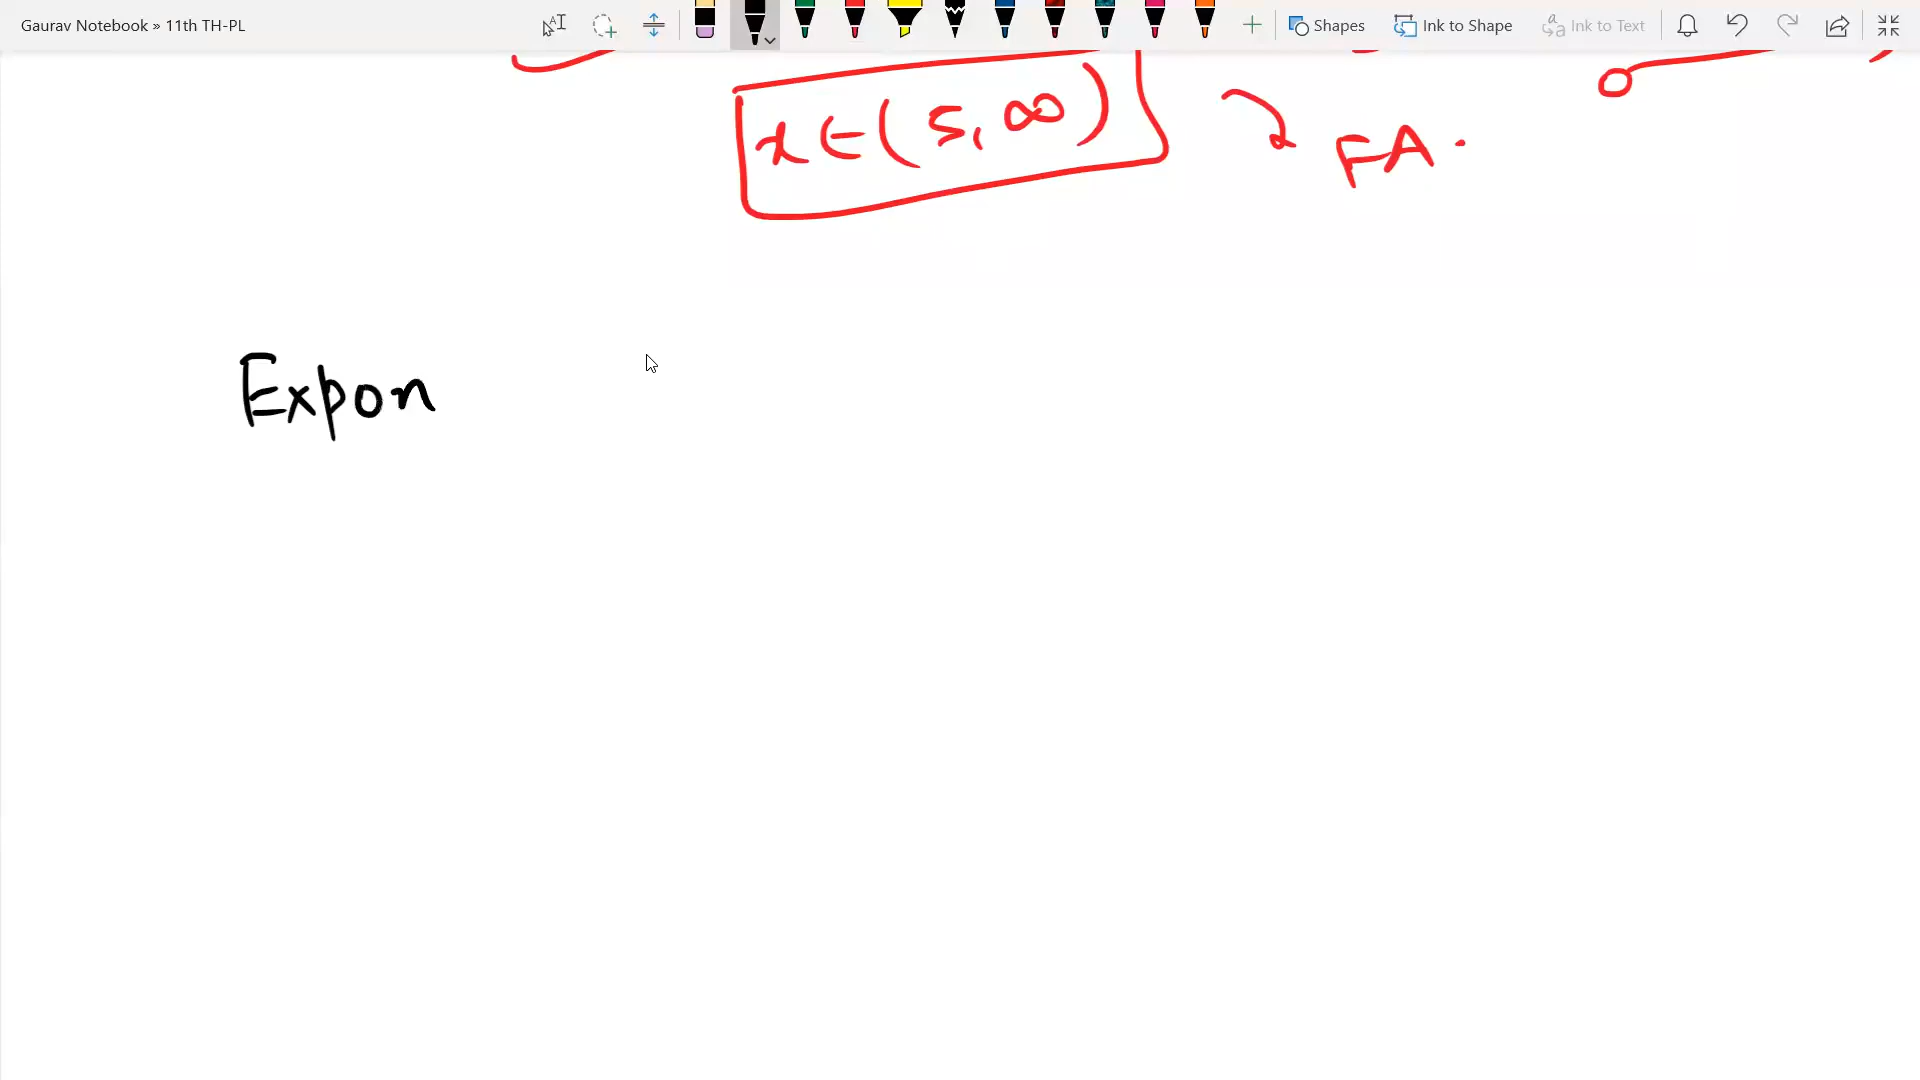 Gaurav Notebook » 11th TH-PL
Shapes
Ink to Shape
Ink to Text
x ∈ (5, ∞)
FA.
Expon